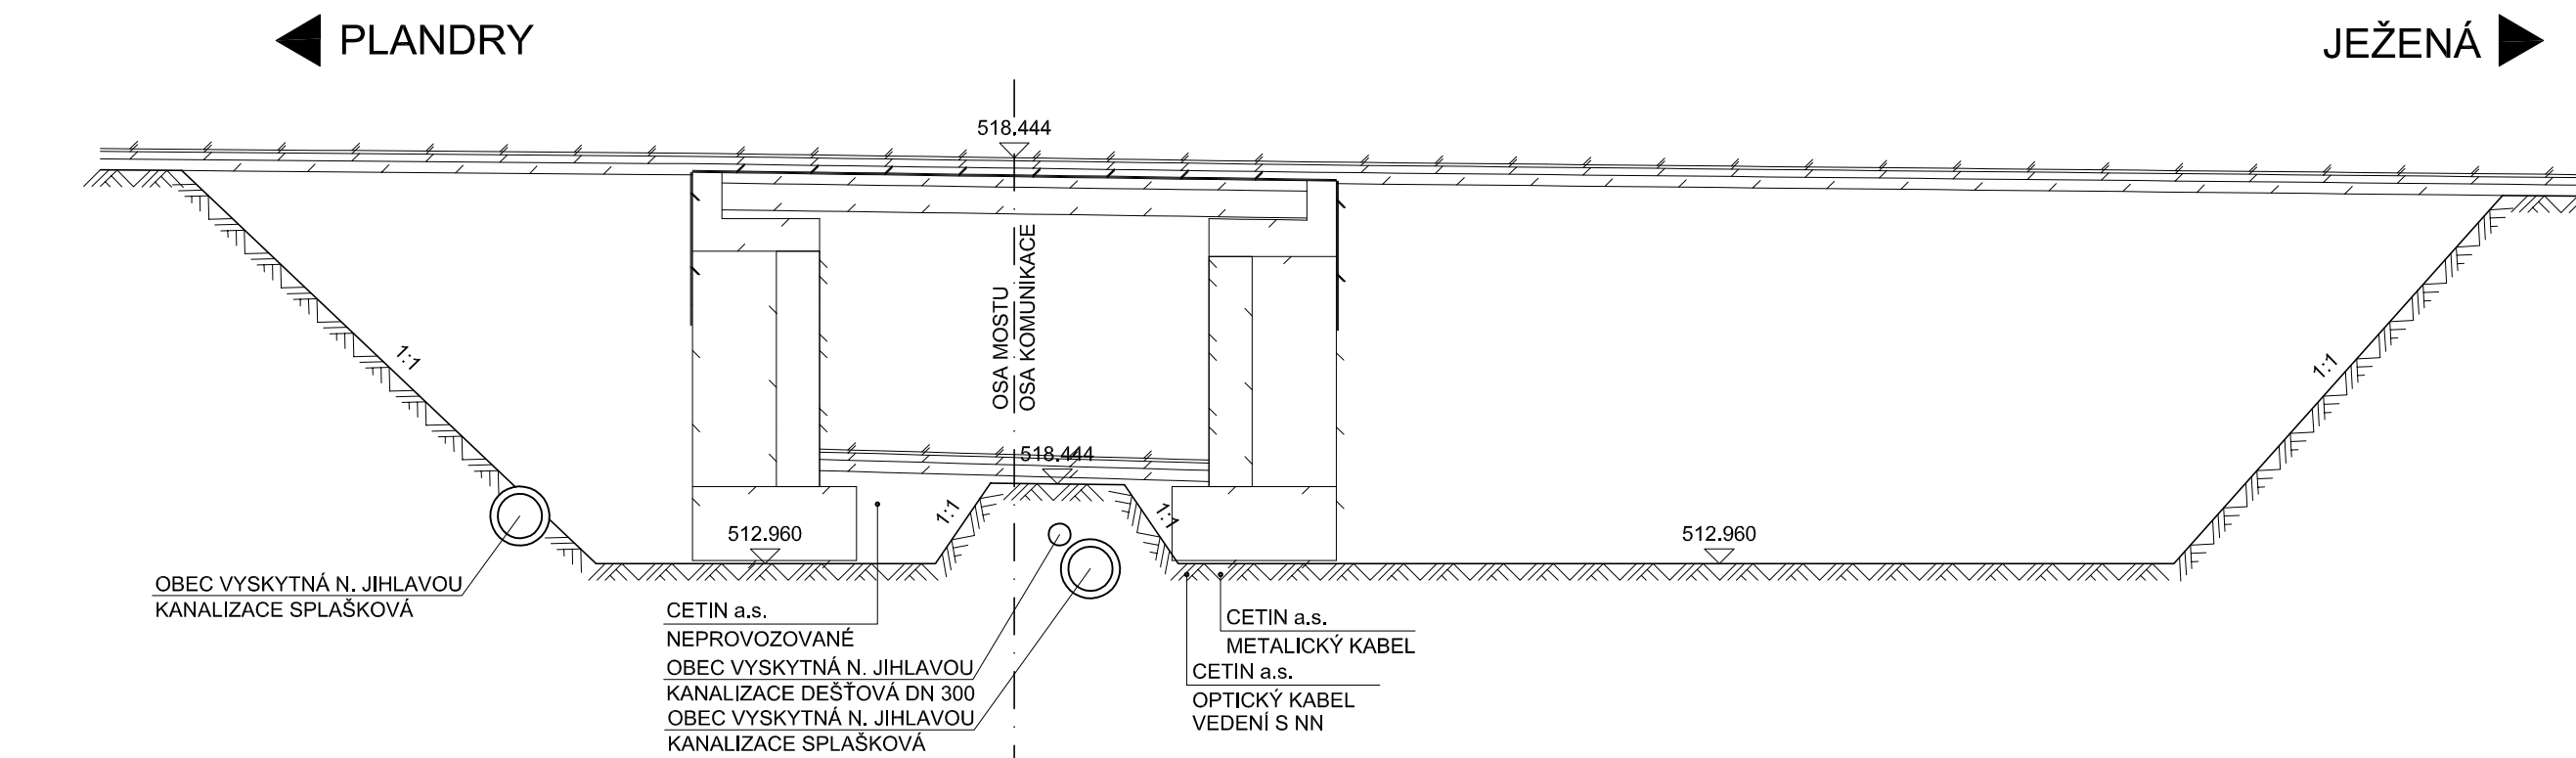 PLANDRY
JEŽENÁ
518.444
OSA MOSTU
OSA KOMUNIKACE
1:1
1:1
518.444
1:1
1:1
512.960
512.960
OBEC VYSKYTNÁ N. JIHLAVOU
KANALIZACE SPLAŠKOVÁ
CETIN a.s.
NEPROVOZOVANÉ
OBEC VYSKYTNÁ N. JIHLAVOU
KANALIZACE DEŠŤOVÁ DN 300
OBEC VYSKYTNÁ N. JIHLAVOU
KANALIZACE SPLAŠKOVÁ
CETIN a.s.
METALICKÝ KABEL
CETIN a.s.
OPTICKÝ KABEL
VEDENÍ S NN